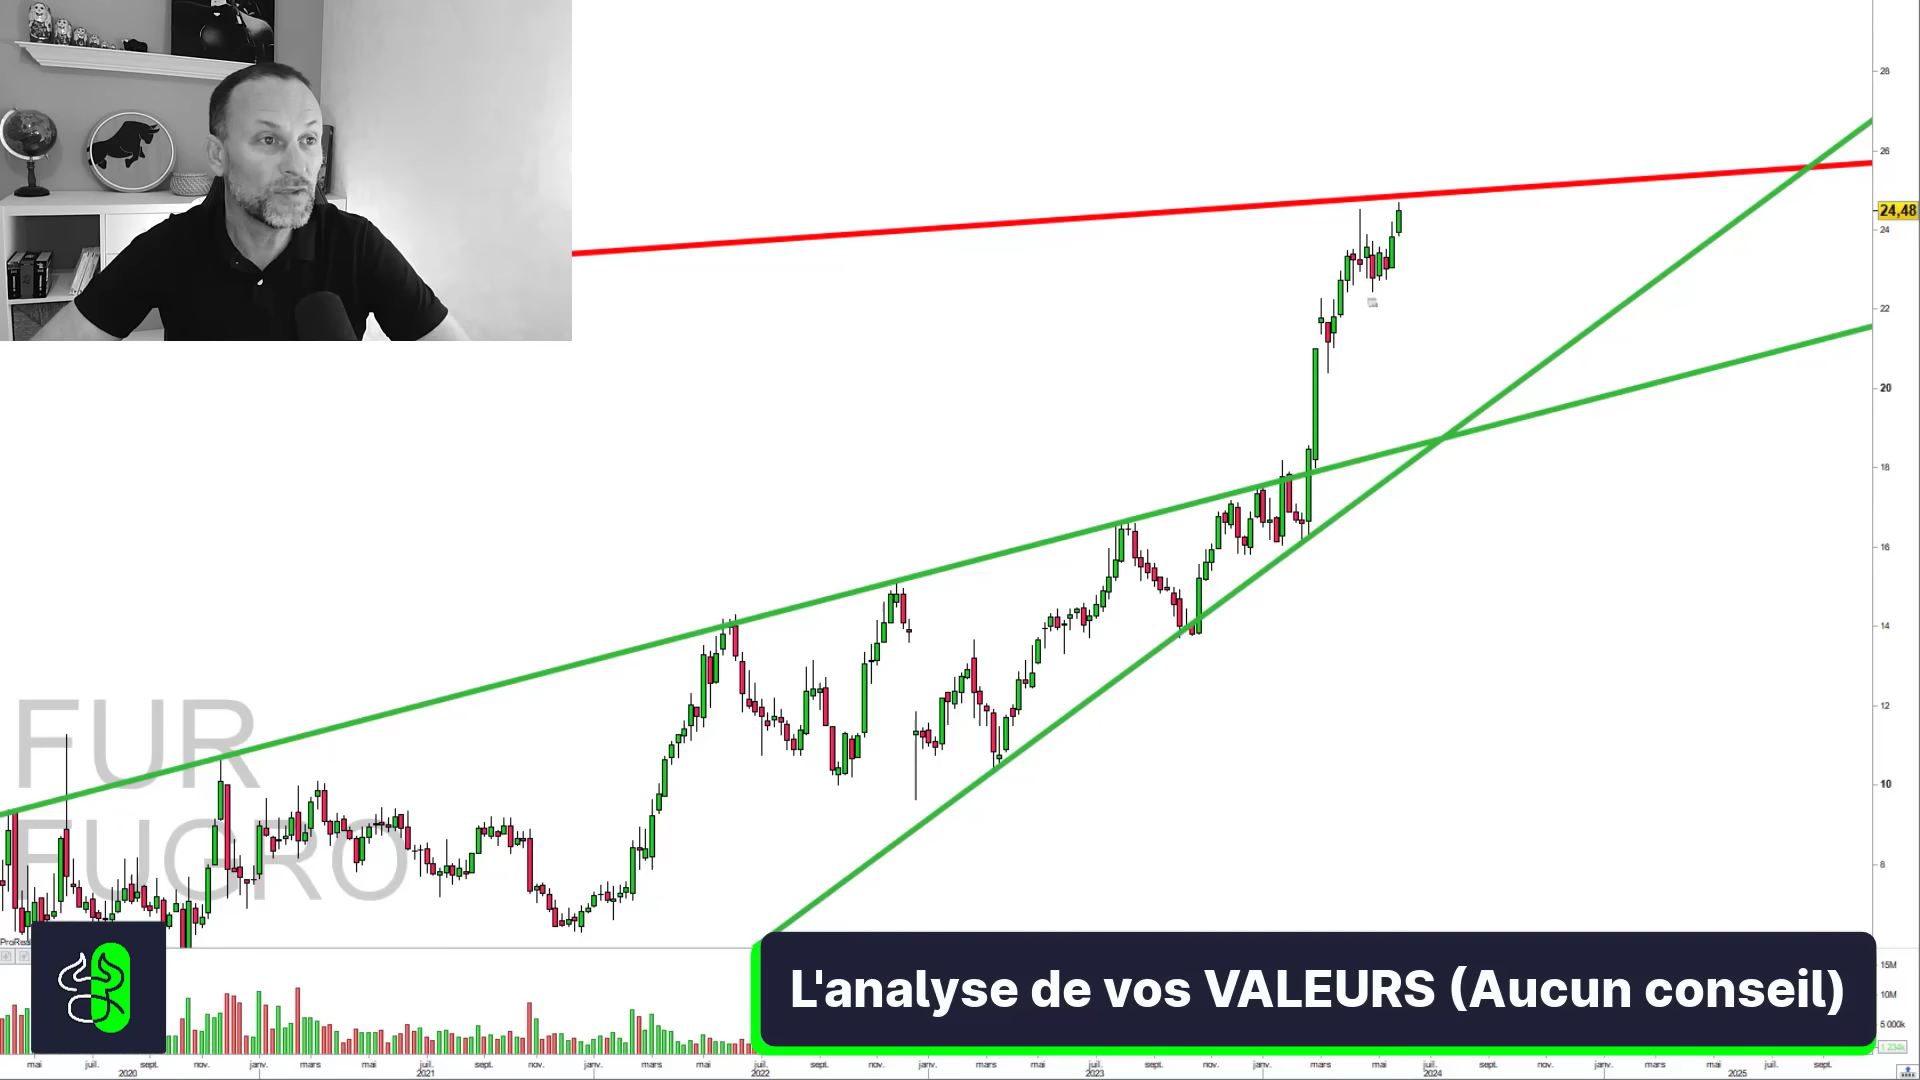 28
26
24,48
24
22
20
18
16
14
12
10
8
FUR
FUGRO
ProRea
15M
10M
5 000k
1 234k
L'analyse de vos VALEURS (Aucun conseil)
mai juil. sept. nov. janv. mars mai juil. sept. nov. janv. mars mai juil. sept. nov. janv. mars mai juil. sept. nov. janv. mars mai juil. sept. nov. janv. mars mai juil. sept.
2020 2021 2022 2023 2024 2025